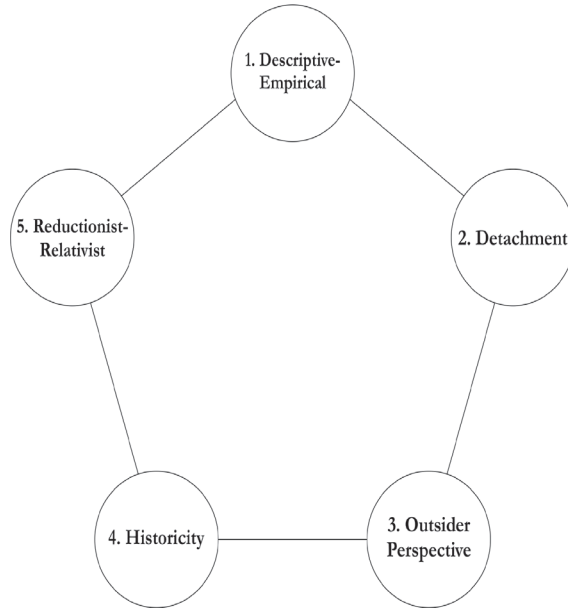 1. Descriptive-
Empirical
2. Detachment
3. Outsider
Perspective
4. Historicity
5. Reductionist-
Relativist